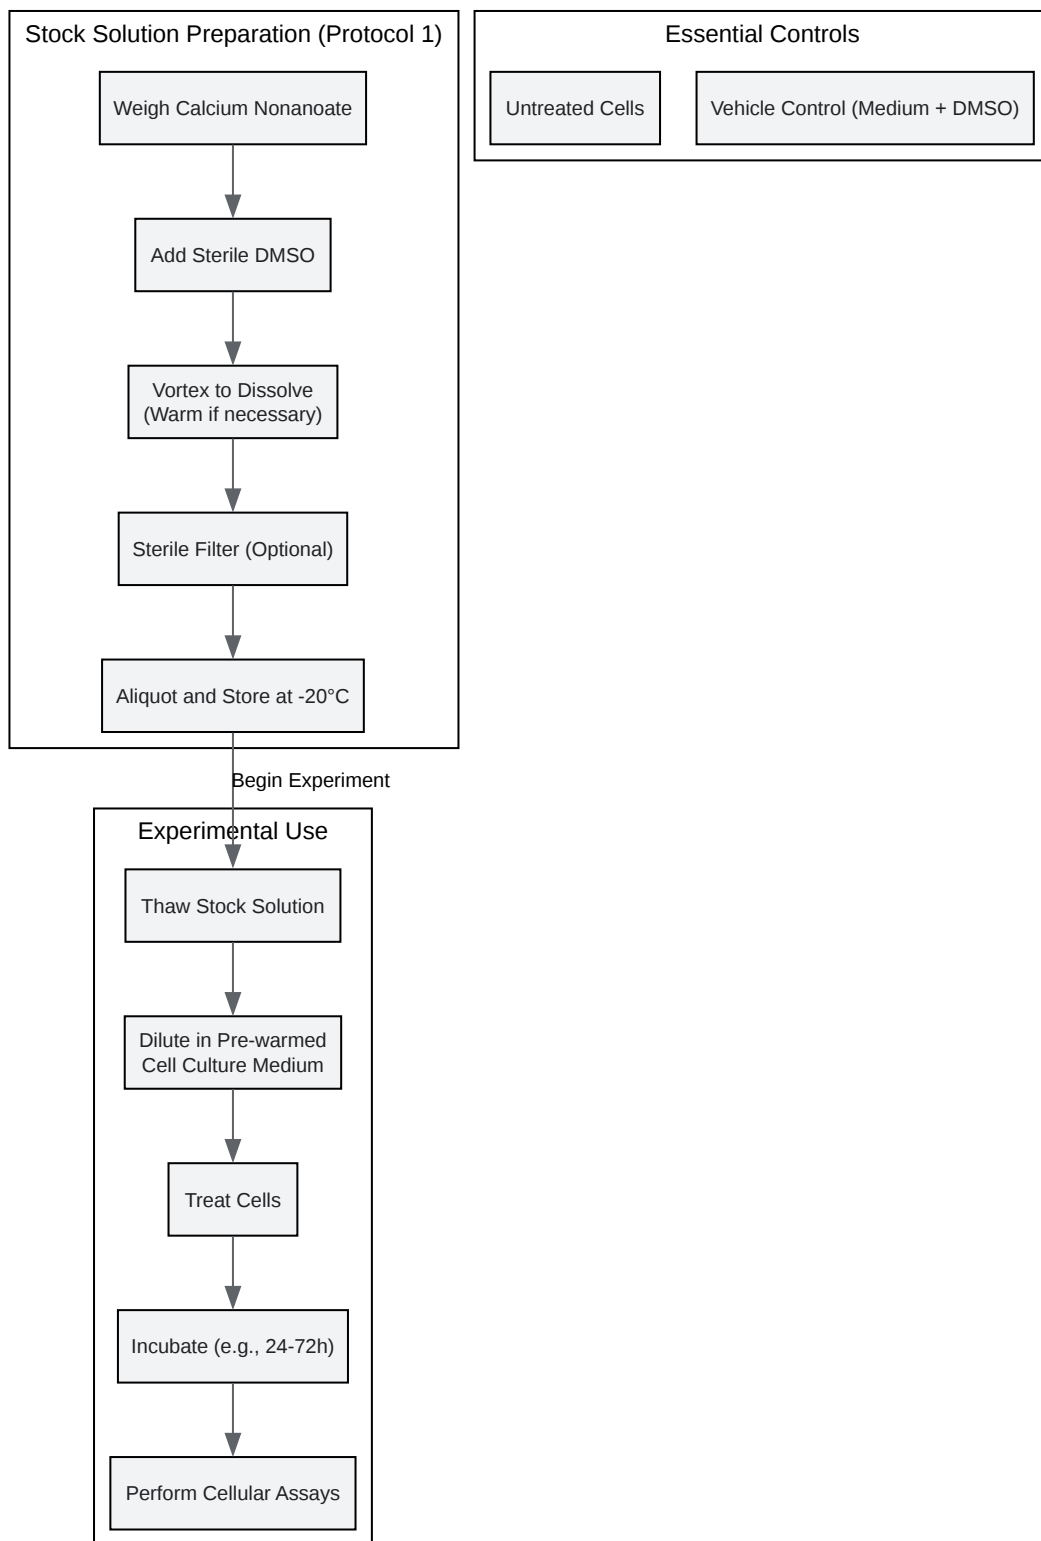 Stock Solution Preparation (Protocol 1)
Weigh Calcium Nonanoate
Add Sterile DMSO
Vortex to Dissolve
(Warm if necessary)
Sterile Filter (Optional)
Aliquot and Store at -20°C
Begin Experiment
Experimental Use
Thaw Stock Solution
Dilute in Pre-warmed
Cell Culture Medium
Treat Cells
Incubate (e.g., 24-72h)
Perform Cellular Assays
Essential Controls
Untreated Cells
Vehicle Control (Medium + DMSO)